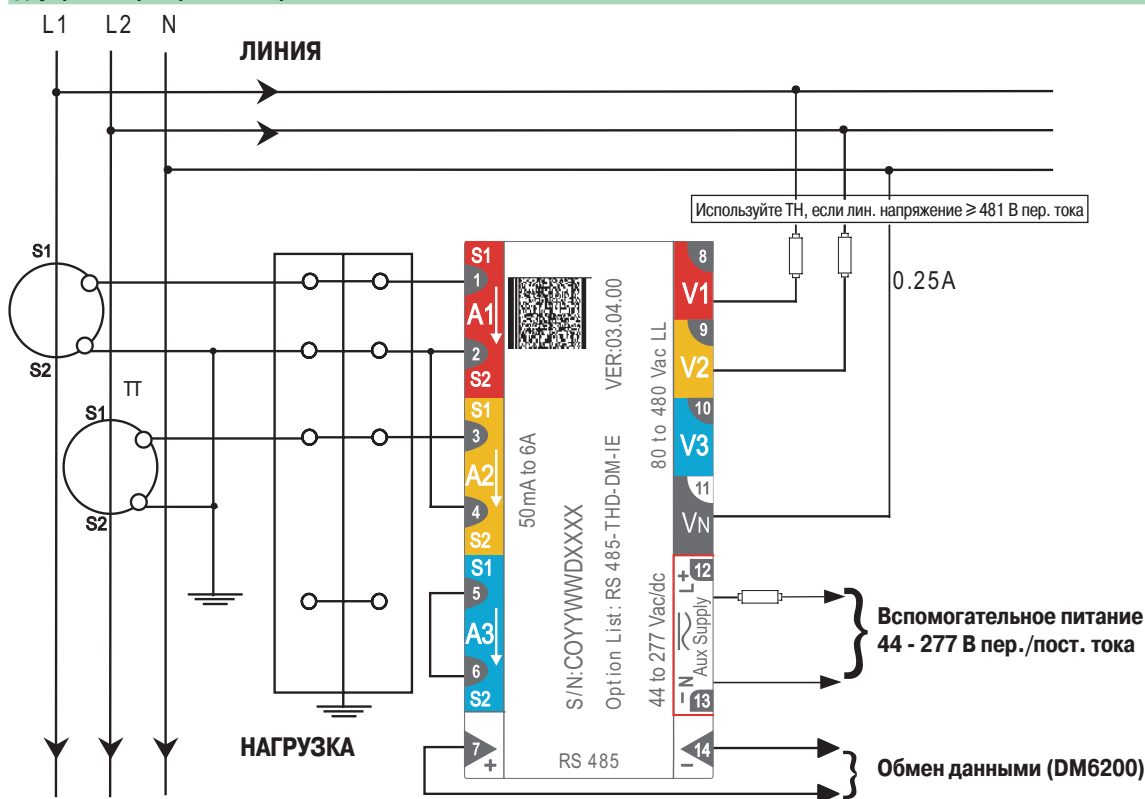 L1 L2 N
ЛИНИЯ
Используйте ТН, если лин. напряжение ≥ 481 В пер. тока
0.25A
S1
S2
ТТ
S1
S2
S1
1
A1
2
S2
S1
3
A2
4
S2
S1
5
A3
6
S2
7
+
50mA to 6A
S/N:COYYWWDXXXX
Option List: RS 485-THD-DM-IE
VER:03.04.00
80 to 480 Vac LL
44 to 277 Vac/dc
RS 485
8
V1
9
V2
10
V3
11
VN
12
L+
Aux Supply
– N
13
14
–
Вспомогательное питание
44 - 277 В пер./пост. тока
НАГРУЗКА
Обмен данными (DM6200)